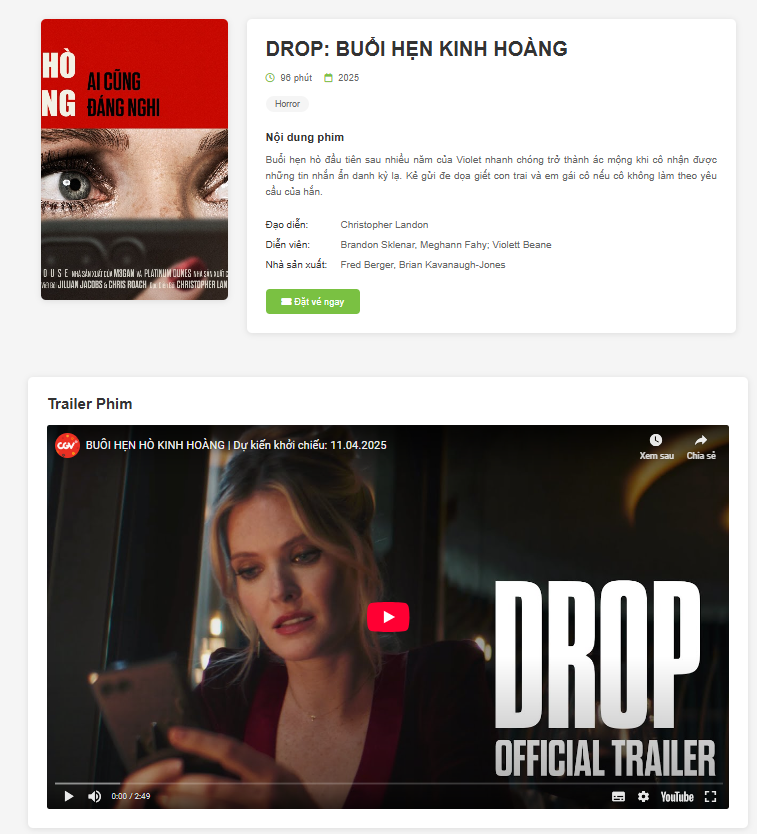 HÒ
NG
AI CŨNG
ĐÁNG NGHI
OUSE NHÀ SẢN XUẤT CỦA M3GAN VÀ PLATINUM DUNES NHÀ SẢN XUẤT
JILLIAN JACOBS & CHRIS ROACH CHRISTOPHER LAN
DROP: BUỔI HẸN KINH HOÀNG
96 phút 2025
Horror
Nội dung phim
Buổi hẹn hò đầu tiên sau nhiều năm của Violet nhanh chóng trở thành ác mộng khi cô nhận được
những tin nhắn ẩn danh kỳ lạ. Kẻ gửi đe dọa giết con trai và em gái cô nếu cô không làm theo yêu
cầu của hắn.
Đạo diễn: Christopher Landon
Diễn viên: Brandon Sklenar, Meghann Fahy; Violett Beane
Nhà sản xuất: Fred Berger, Brian Kavanaugh-Jones
Đặt vé ngay
Trailer Phim
CGV
BUỔI HẸN HÒ KINH HOÀNG | Dự kiến khởi chiếu: 11.04.2025
Xem sau Chia sẻ
DROP
OFFICIAL TRAILER
0:00 / 2:49
YouTube